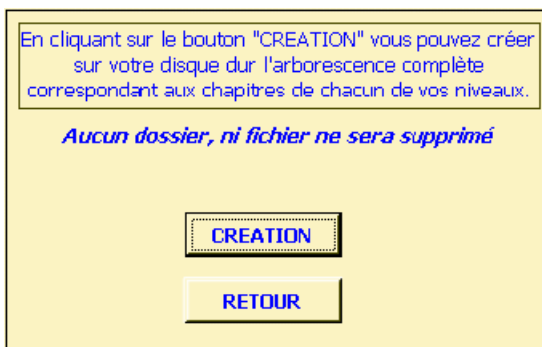 En cliquant sur le bouton "CREATION" vous pouvez créer
sur votre disque dur l'arborescence complète
correspondant aux chapitres de chacun de vos niveaux.
Aucun dossier, ni fichier ne sera supprimé
CREATION
RETOUR